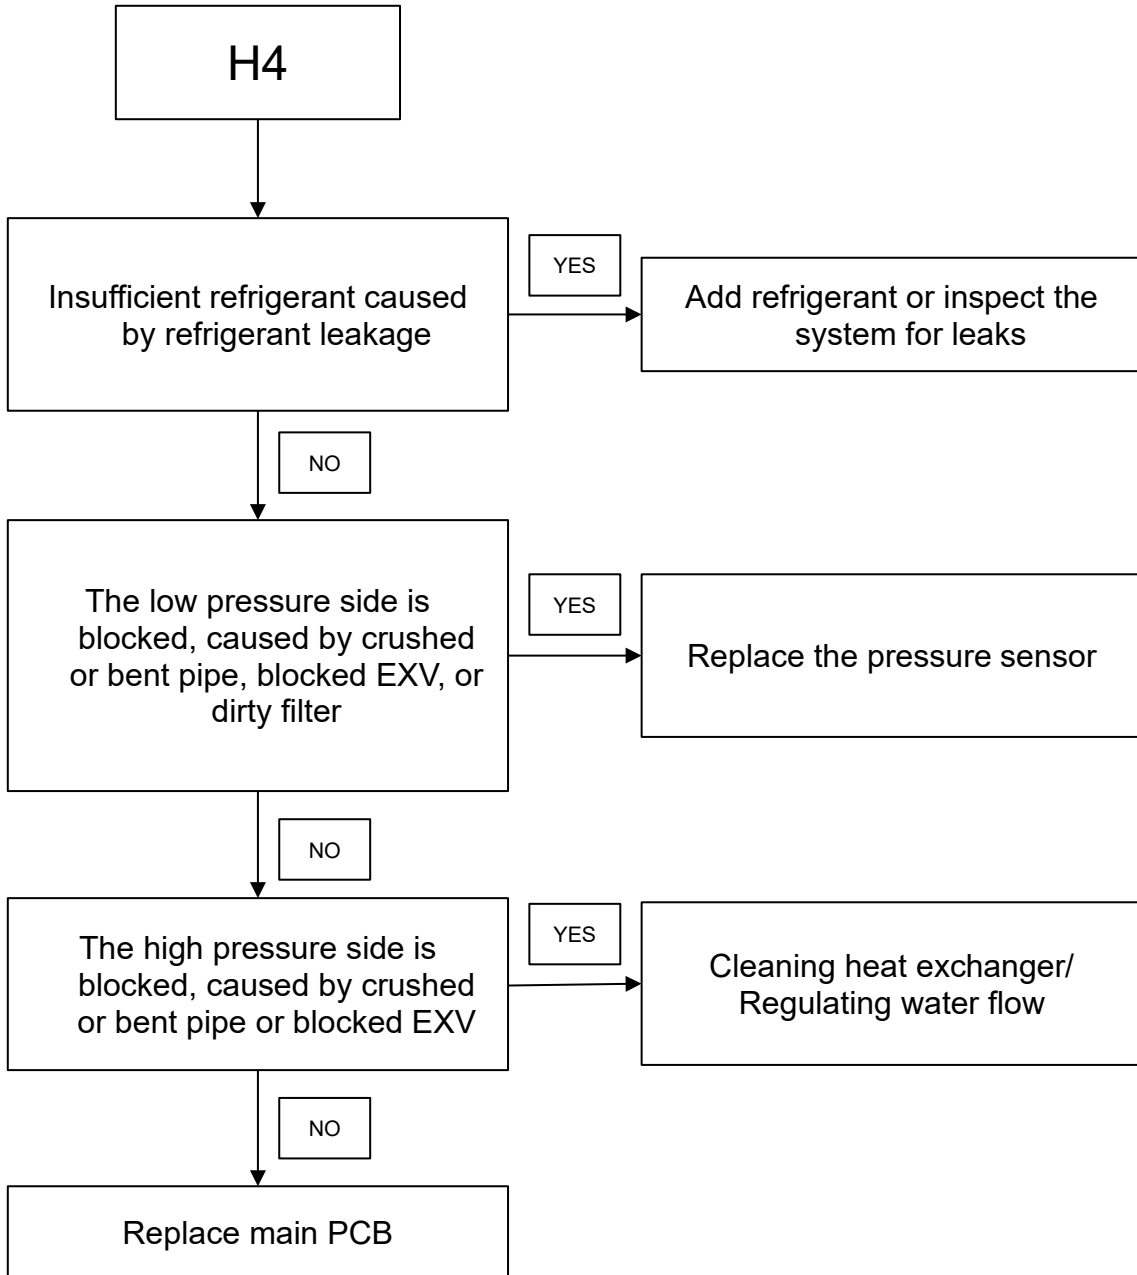 H4
Insufficient refrigerant caused
by refrigerant leakage
YES
Add refrigerant or inspect the
system for leaks
NO
The low pressure side is
blocked, caused by crushed
or bent pipe, blocked EXV, or
dirty filter
YES
Replace the pressure sensor
NO
The high pressure side is
blocked, caused by crushed
or bent pipe or blocked EXV
YES
Cleaning heat exchanger/
Regulating water flow
NO
Replace main PCB